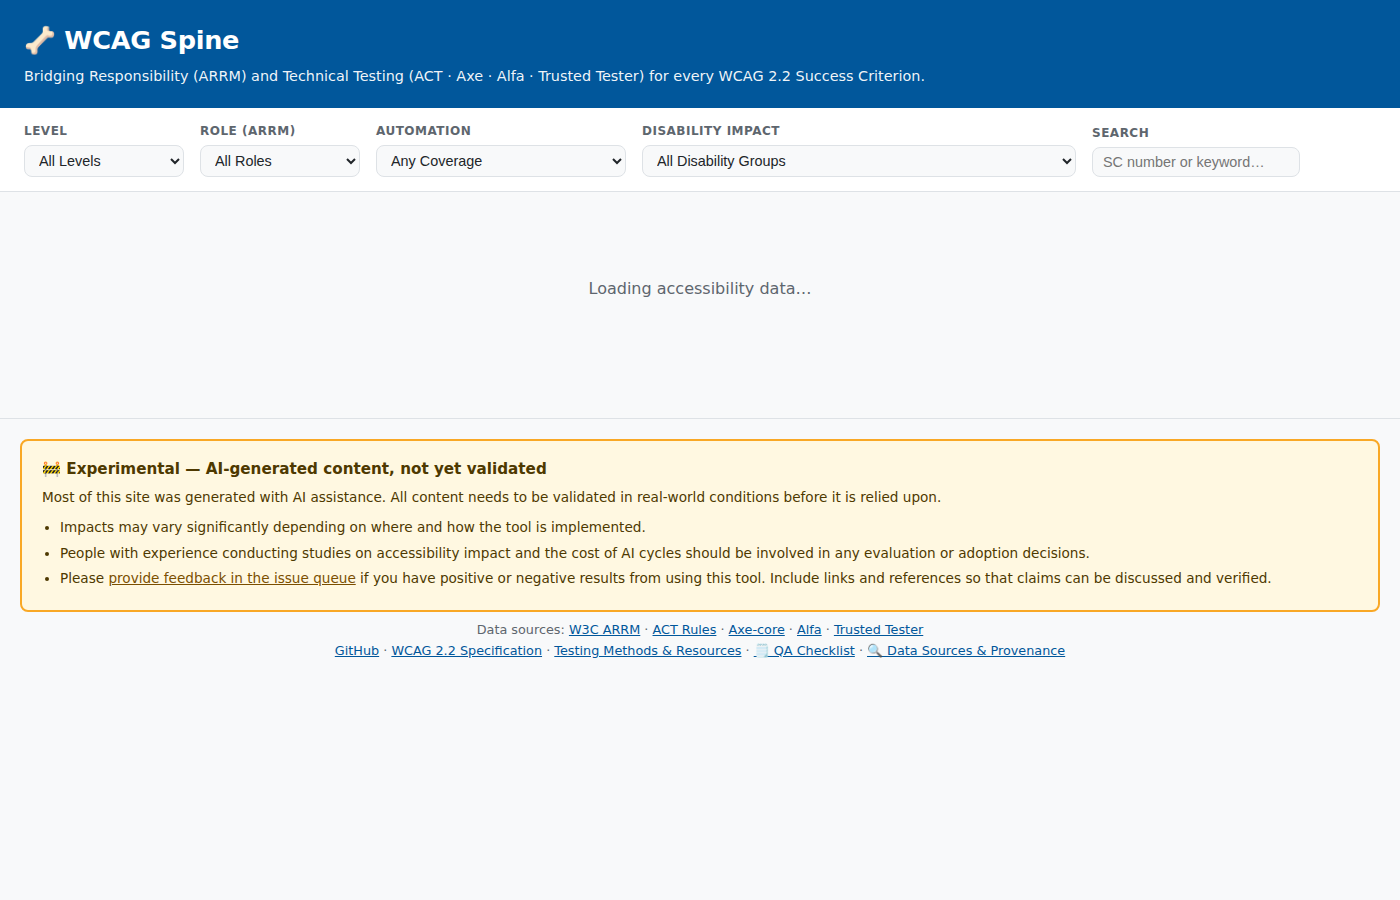 🦴 WCAG Spine
Bridging Responsibility (ARRM) and Technical Testing (ACT · Axe · Alfa · Trusted Tester) for every WCAG 2.2 Success Criterion.
LEVEL
All Levels
ROLE (ARRM)
All Roles
AUTOMATION
Any Coverage
DISABILITY IMPACT
All Disability Groups
SEARCH
SC number or keyword…
Loading accessibility data…
🚧 Experimental — AI-generated content, not yet validated
Most of this site was generated with AI assistance. All content needs to be validated in real-world conditions before it is relied upon.
• Impacts may vary significantly depending on where and how the tool is implemented.
• People with experience conducting studies on accessibility impact and the cost of AI cycles should be involved in any evaluation or adoption decisions.
• Please provide feedback in the issue queue if you have positive or negative results from using this tool. Include links and references so that claims can be discussed and verified.
Data sources: W3C ARRM · ACT Rules · Axe-core · Alfa · Trusted Tester
GitHub · WCAG 2.2 Specification · Testing Methods & Resources · 🗒️ QA Checklist · 🔍 Data Sources & Provenance